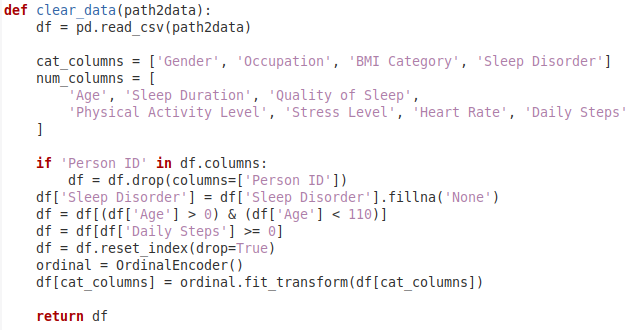 def clear_data(path2data):
    df = pd.read_csv(path2data)

    cat_columns = ['Gender', 'Occupation', 'BMI Category', 'Sleep Disorder']
    num_columns = [
        'Age', 'Sleep Duration', 'Quality of Sleep',
        'Physical Activity Level', 'Stress Level', 'Heart Rate', 'Daily Steps'
    ]

    if 'Person ID' in df.columns:
        df = df.drop(columns=['Person ID'])
    df['Sleep Disorder'] = df['Sleep Disorder'].fillna('None')
    df = df[(df['Age'] > 0) & (df['Age'] < 110)]
    df = df[df['Daily Steps'] >= 0]
    df = df.reset_index(drop=True)
    ordinal = OrdinalEncoder()
    df[cat_columns] = ordinal.fit_transform(df[cat_columns])

    return df